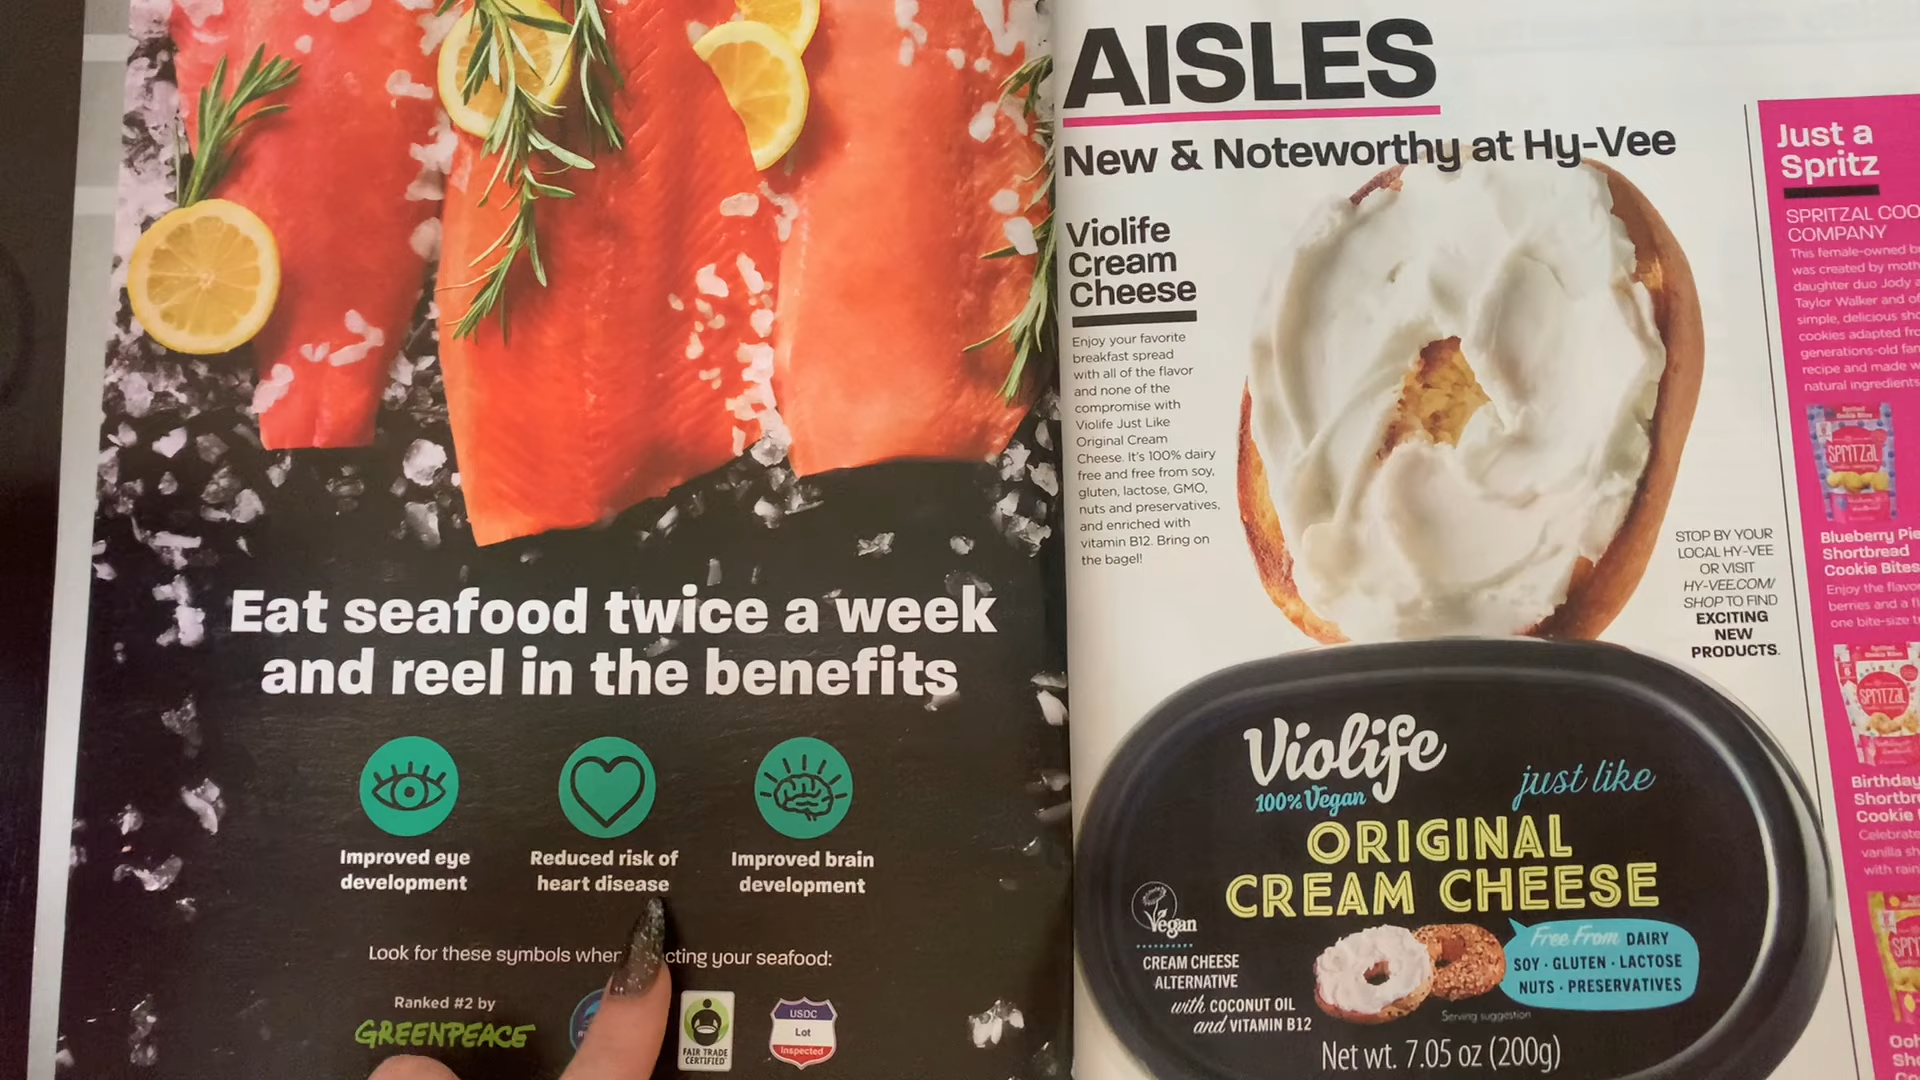 Eat seafood twice a week
and reel in the benefits
Improved eye
development
Reduced risk of
heart disease
Improved brain
development
Look for these symbols when
your seafood:
Ranked #2 by
GREENPEACE
FAIR TRADE
CERTIFIED
USDC
Lot
Inspected
AISLES
New & Noteworthy at Hy-Vee
Violife
Cream
Cheese
Enjoy your favorite
breakfast spread
with all of the flavor
and none of the
compromise with
Violife Just Like
Original Cream
Cheese. It's 100% dairy
free and free from soy,
gluten, lactose, GMO,
nuts and preservatives,
and enriched with
vitamin B12. Bring on
the bagel!
STOP BY YOUR
LOCAL HY-VEE
OR VISIT
HY-VEE.COM/
SHOP TO FIND
EXCITING
NEW
PRODUCTS.
Violife
100% Vegan
just like
ORIGINAL
CREAM CHEESE
Vegan
CREAM CHEESE
ALTERNATIVE
with COCONUT OIL
and VITAMIN B12
Free From DAIRY
SOY · GLUTEN · LACTOSE
NUTS · PRESERVATIVES
Serving suggestion
Net wt. 7.05 oz (200g)
Just a
Spritz
SPRITZAL COO
COMPANY
This female-owned b
was created by moth
daughter duo Jody a
Taylor Walker and of
simple, delicious sho
cookies adapted fro
generations-old fam
recipe and made w
natural ingredients
SPRITZAL
Blueberry Pie
Shortbread
Cookie Bites
Enjoy the flavo
berries and a fl
one bite-size t
SPRITZAL
Birthday
Shortbre
Cookie
Celebrate
vanilla sh
with rain
SPRI
Ooh
Sho
Co